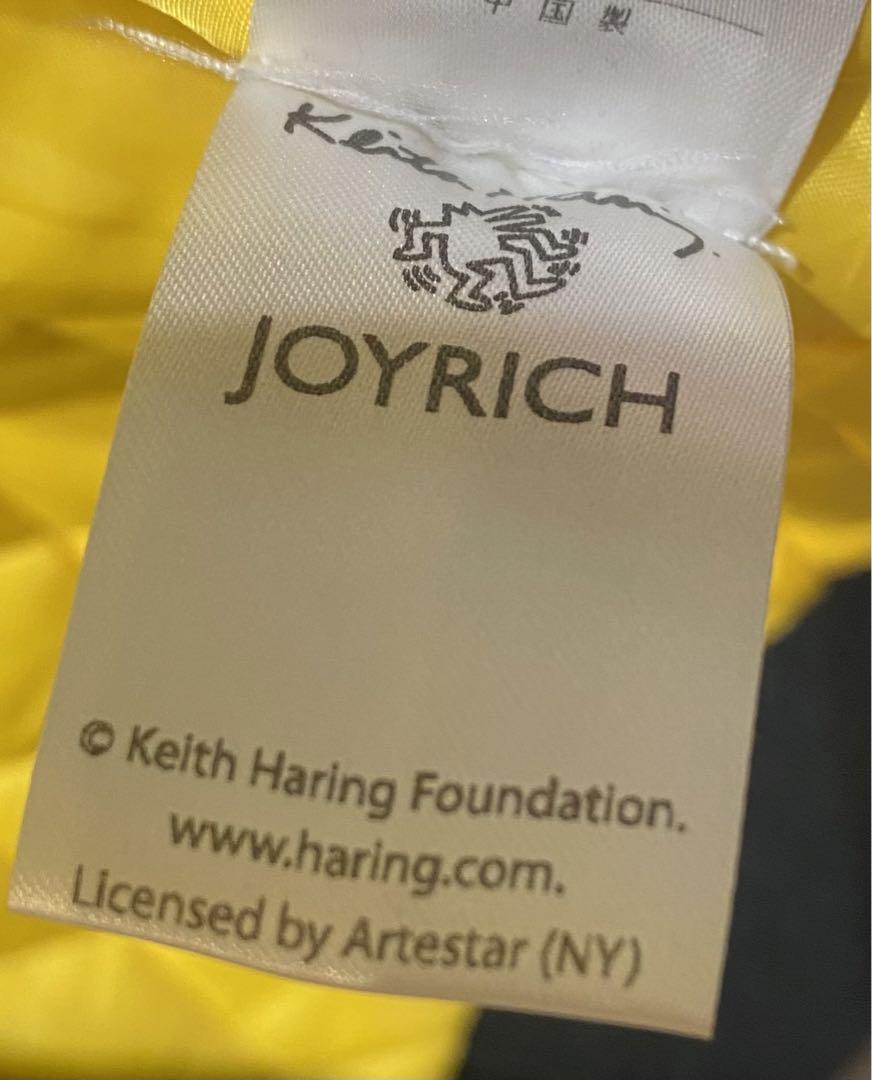 中国製
JOYRICH
© Keith Haring Foundation.
www.haring.com.
Licensed by Artestar (NY)